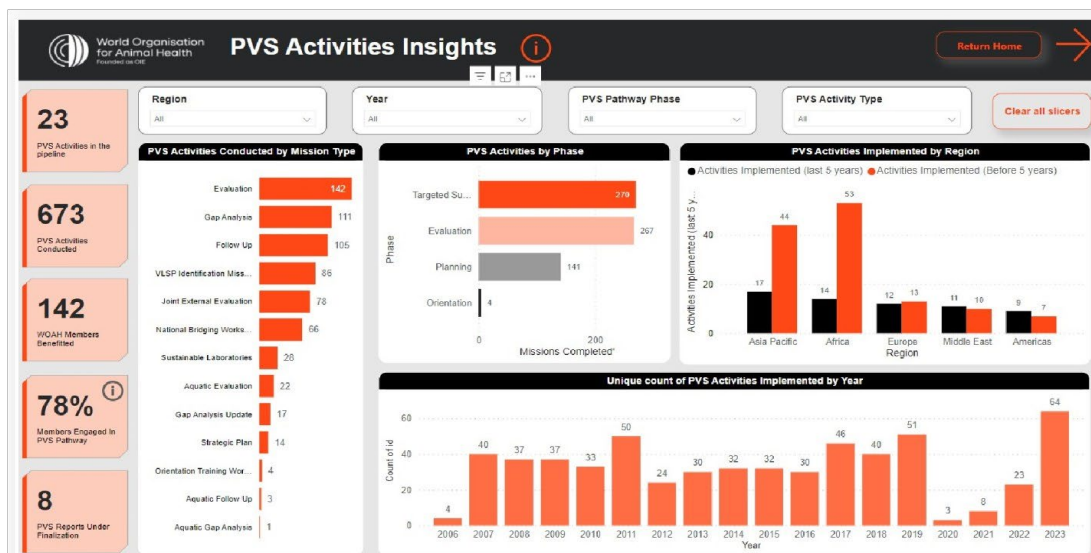 World Organisation
for Animal Health
Founded as OIE
PVS Activities Insights
i
Return Home
23
PVS Activities in the
pipeline
673
PVS Activities
Conducted
142
WOAH Members
Benefitted
78%
i
Members Engaged In
PVS Pathway
8
PVS Reports Under
Finalization
Region
All
Year
All
PVS Pathway Phase
All
PVS Activity Type
All
Clear all slicers
PVS Activities Conducted by Mission Type
Evaluation 142
Gap Analysis 111
Follow Up 105
VLSP Identification Miss... 86
Joint External Evaluation 78
National Bridging Works... 66
Sustainable Laboratories 28
Aquatic Evaluation 22
Gap Analysis Update 17
Strategic Plan 14
Orientation Training Wor... 4
Aquatic Follow Up 3
Aquatic Gap Analysis 1
PVS Activities by Phase
Phase
Targeted Su... 270
Evaluation 267
Planning 141
Orientation 4
0 200
Missions Completed'
PVS Activities Implemented by Region
Activities Implemented (last 5 years) Activities Implemented (Before 5 years)
Activities Implemented (last 5 y...
40
20
0
17 44 14 53 12 13 11 10 9 7
Asia Pacific Africa Europe Middle East Americas
Region
Unique count of PVS Activities Implemented by Year
Count of id
60
40
20
0
4 40 37 37 33 50 24 30 32 32 30 46 40 51 3 8 23 64
2006 2007 2008 2009 2010 2011 2012 2013 2014 2015 2016 2017 2018 2019 2020 2021 2022 2023
Year